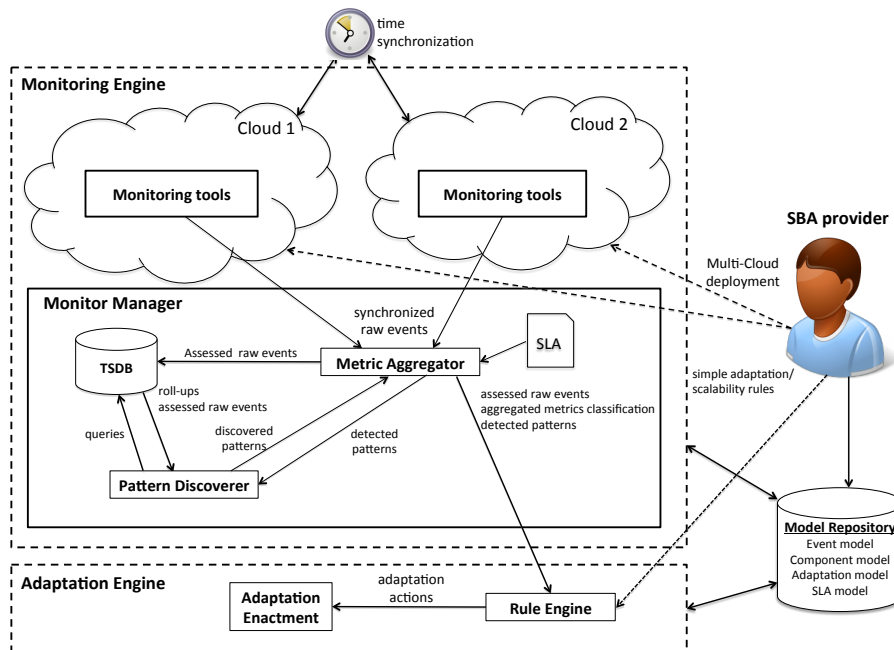 time
synchronization
Monitoring Engine
Cloud 1
Cloud 2
Monitoring tools
Monitoring tools
SBA provider
Multi-Cloud
deployment
Monitor Manager
synchronized
raw events
SLA
TSDB
Assessed raw events
Metric Aggregator
simple adaptation/
scalability rules
roll-ups
assessed raw events
assessed raw events
aggregated metrics classification
detected patterns
queries
discovered
patterns
detected
patterns
Pattern Discoverer
Model Repository
Event model
Component model
Adaptation model
SLA model
Adaptation Engine
adaptation
actions
Adaptation
Enactment
Rule Engine